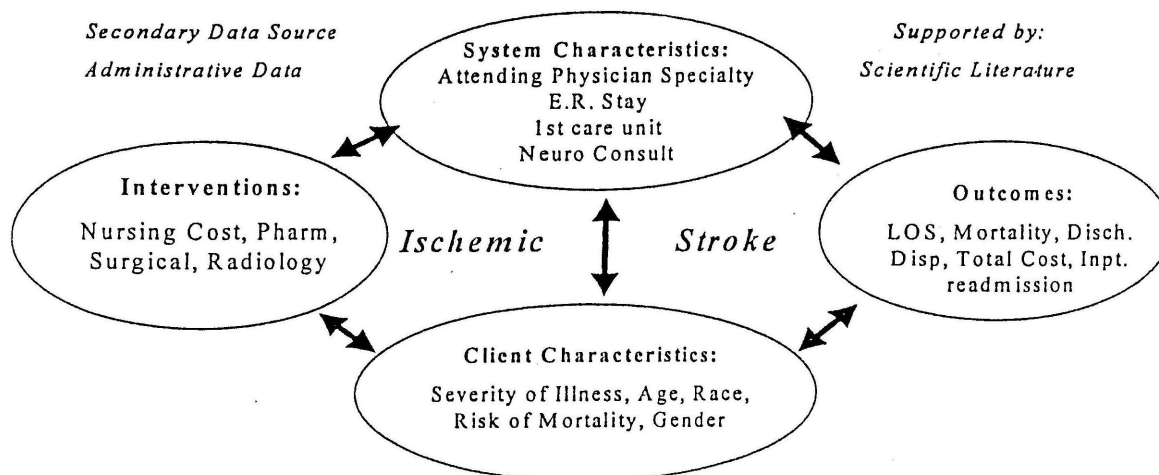 Secondary Data Source
Administrative Data
System Characteristics:
Attending Physician Specialty
E.R. Stay
1st care unit
Neuro Consult
Supported by:
Scientific Literature
Interventions:
Nursing Cost, Pharm,
Surgical, Radiology
Ischemic Stroke
Outcomes:
LOS, Mortality, Disch.
Disp, Total Cost, Inpt.
readmission
Client Characteristics:
Severity of Illness, Age, Race,
Risk of Mortality, Gender